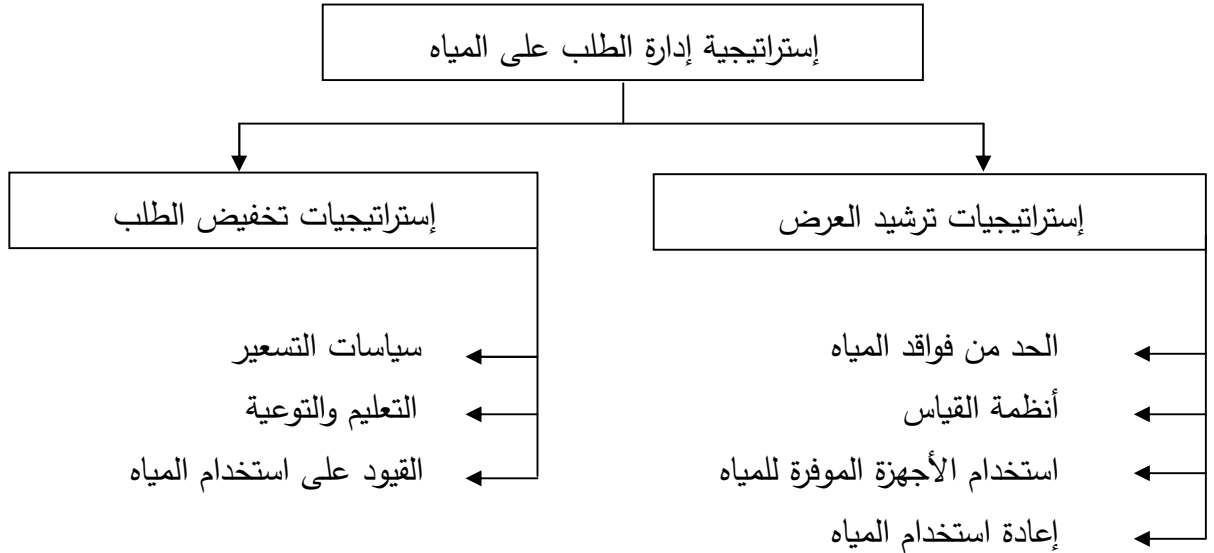 إستراتيجية إدارة الطلب على المياه
إستراتيجيات ترشيد العرض
الحد من فواقد المياه
أنظمة القياس
استخدام الأجهزة الموفرة للمياه
إعادة استخدام المياه
إستراتيجيات تخفيض الطلب
سياسات التسعير
التعليم والتوعية
القيود على استخدام المياه